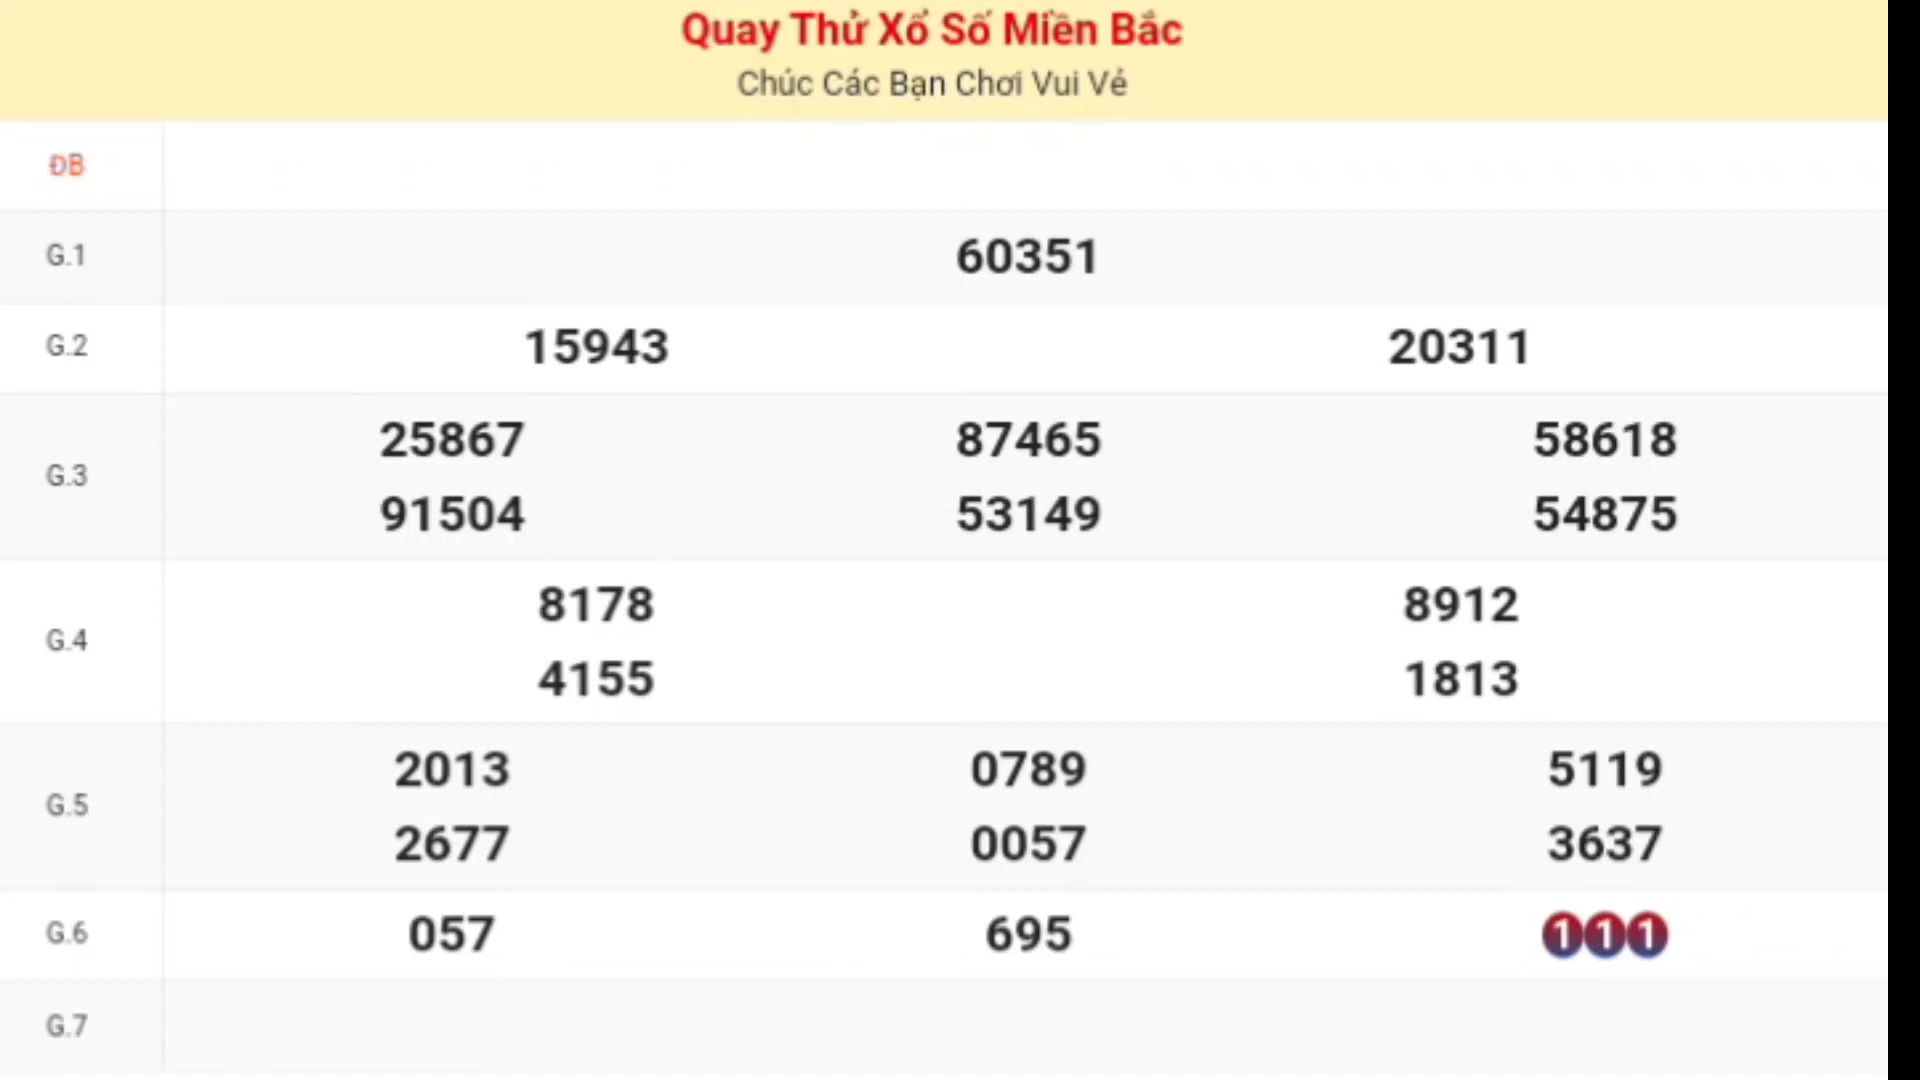 Quay Thử Xổ Số Miền Bắc
Chúc Các Bạn Chơi Vui Vẻ
ĐB
G.1 60351
G.2 15943 20311
G.3 25867 87465 58618
91504 53149 54875
G.4 8178 8912
4155 1813
G.5 2013 0789 5119
2677 0057 3637
G.6 057 695 111
G.7